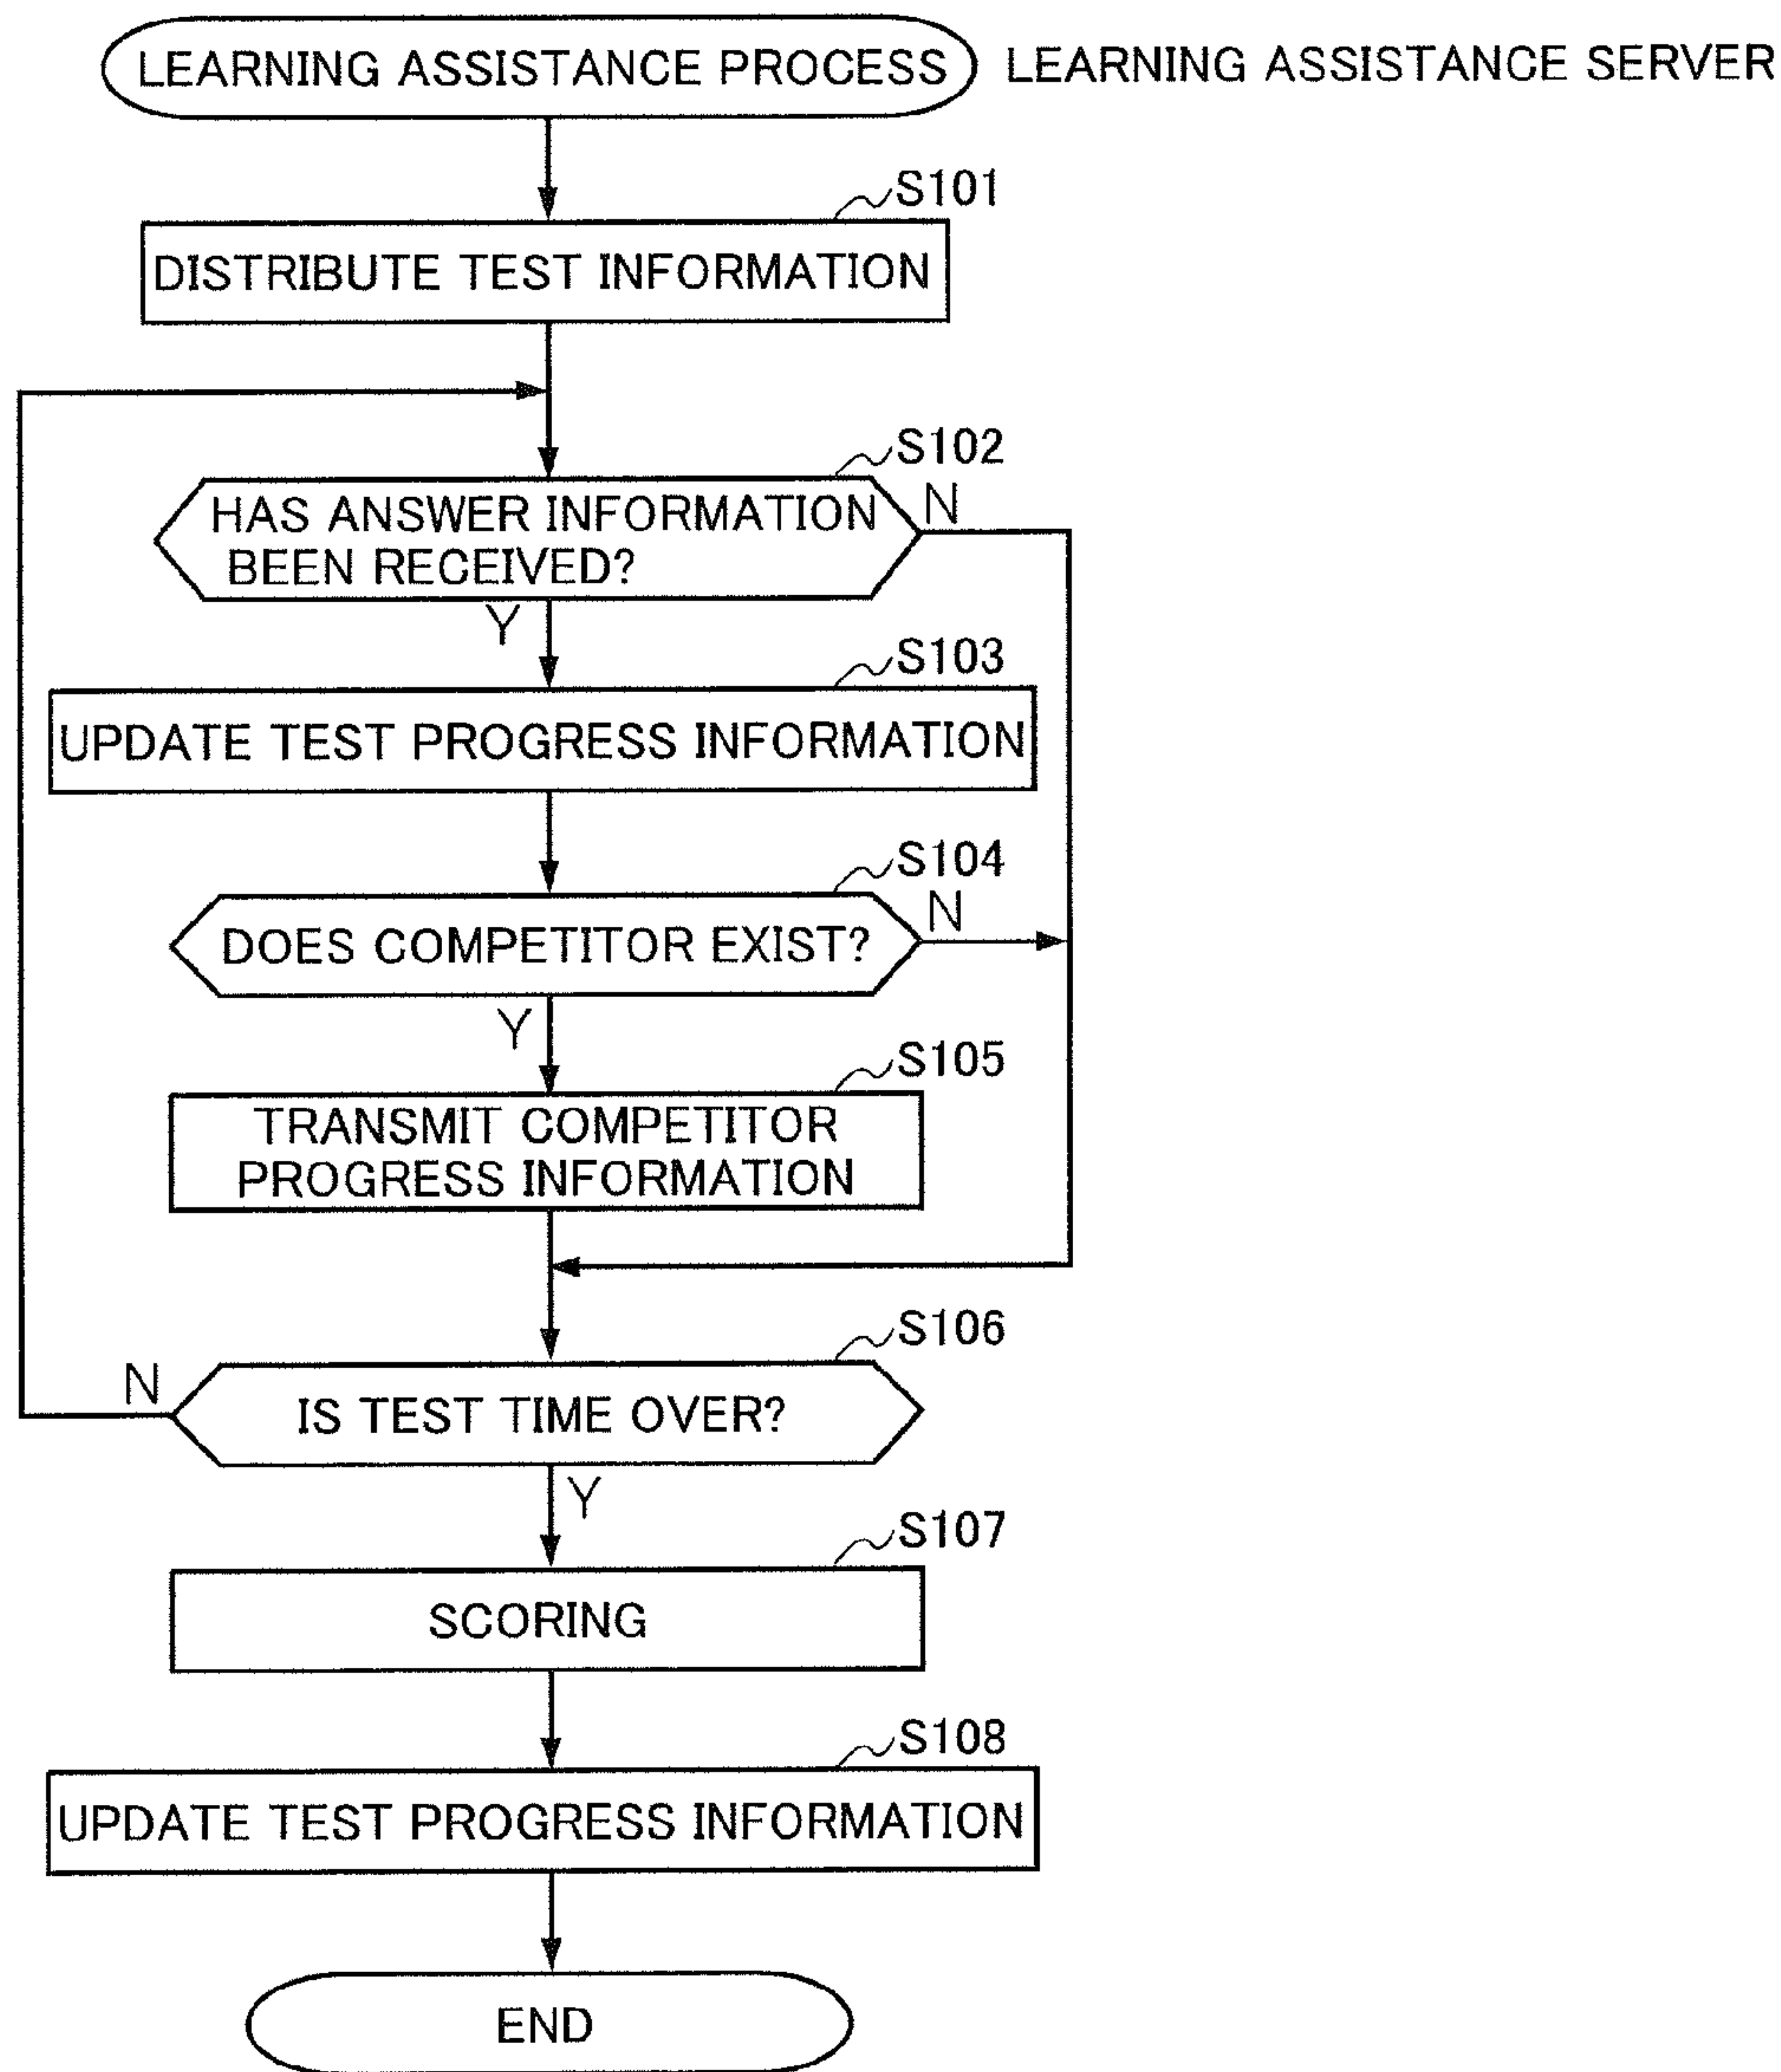 LEARNING ASSISTANCE PROCESS LEARNING ASSISTANCE SERVER
S101
DISTRIBUTE TEST INFORMATION
S102
HAS ANSWER INFORMATION
BEEN RECEIVED?
N
Y
S103
UPDATE TEST PROGRESS INFORMATION
S104
DOES COMPETITOR EXIST?
N
Y
S105
TRANSMIT COMPETITOR
PROGRESS INFORMATION
S106
N
IS TEST TIME OVER?
Y
S107
SCORING
S108
UPDATE TEST PROGRESS INFORMATION
END